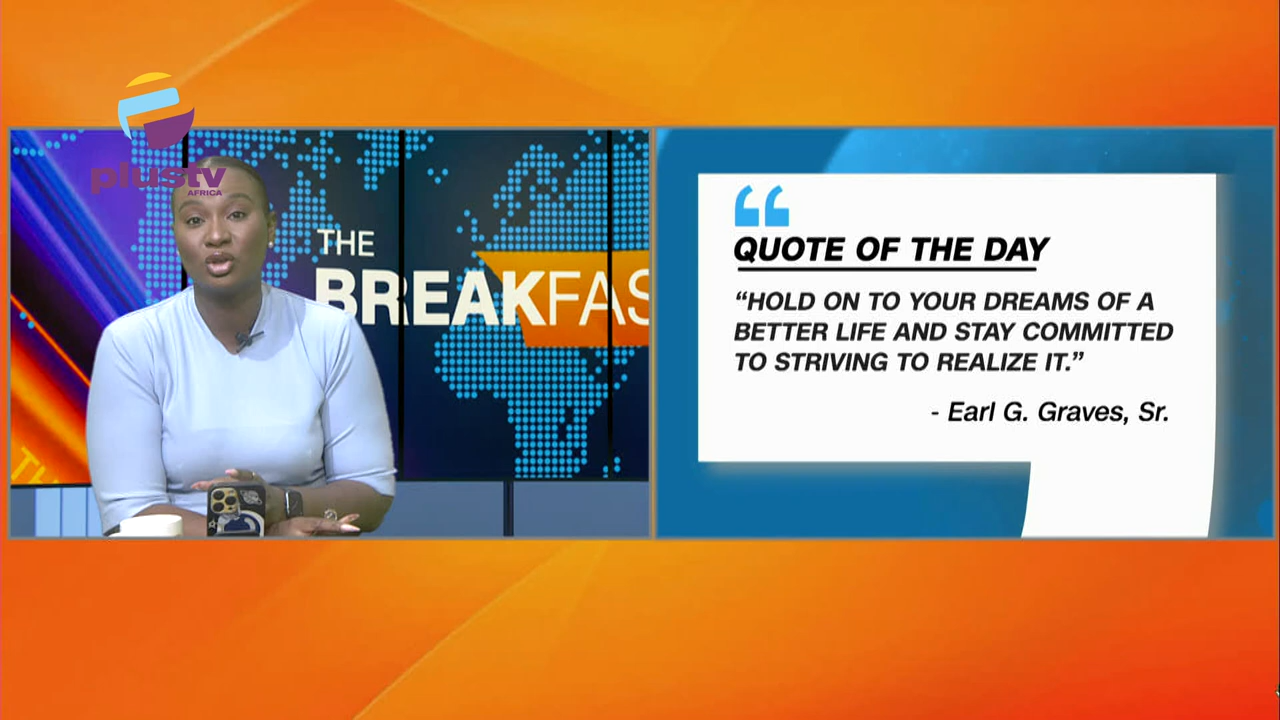 plustv
AFRICA
THE
BREAKFAS
TH
QUOTE OF THE DAY
“HOLD ON TO YOUR DREAMS OF A
BETTER LIFE AND STAY COMMITTED
TO STRIVING TO REALIZE IT.”
- Earl G. Graves, Sr.